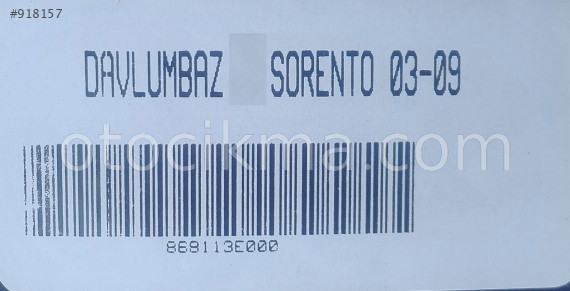 #918157
DAVLUMBAZ SORENTO 03-09
otocikma.com
868113E000